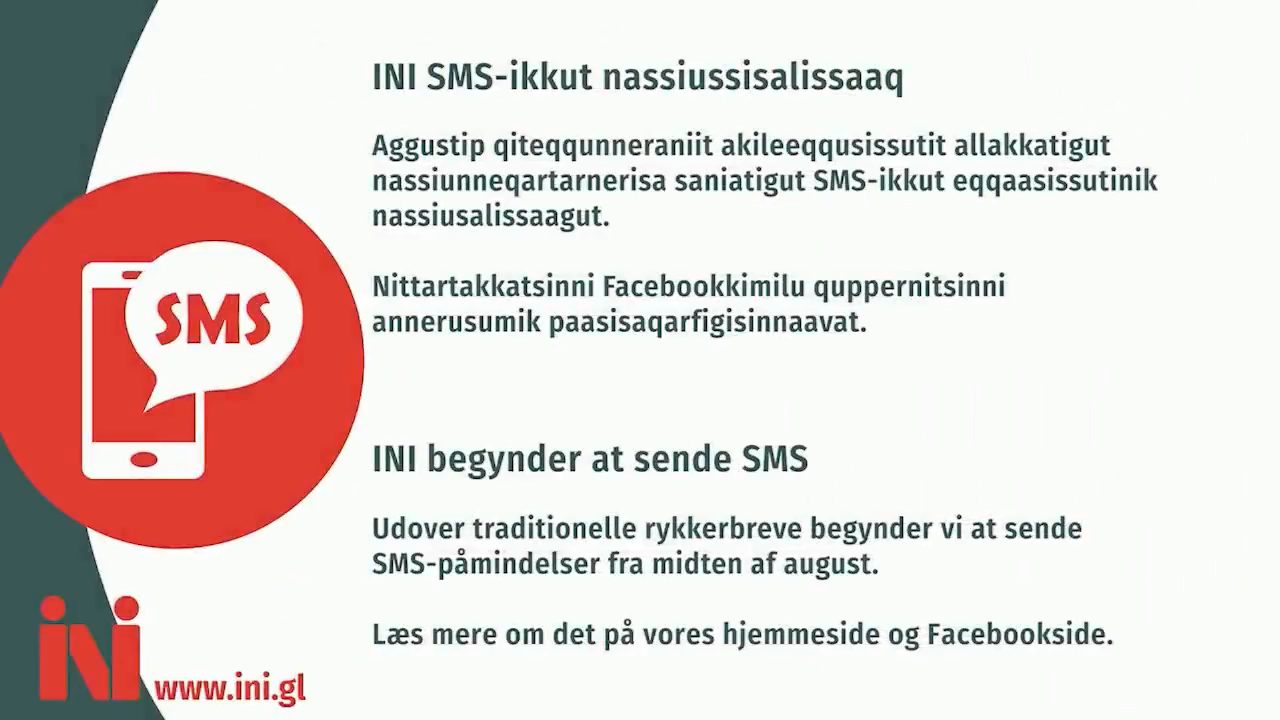 INI SMS-ikkut nassiussisalissaaq
Aggustip qiteqqunneraniit akileeqqusissutit allakkatigut
nassiunneqartarnerisa saniatigut SMS-ikkut eqqaasissutinik
nassiusalissaagut.
Nittartakkatsinni Facebookkimilu quppernitsinni
annerusumik paasisaqarfigisinnaavat.
SMS
INI begynder at sende SMS
Udover traditionelle rykkerbreve begynder vi at sende
SMS-påmindelser fra midten af august.
Læs mere om det på vores hjemmeside og Facebookside.
iNi www.ini.gl